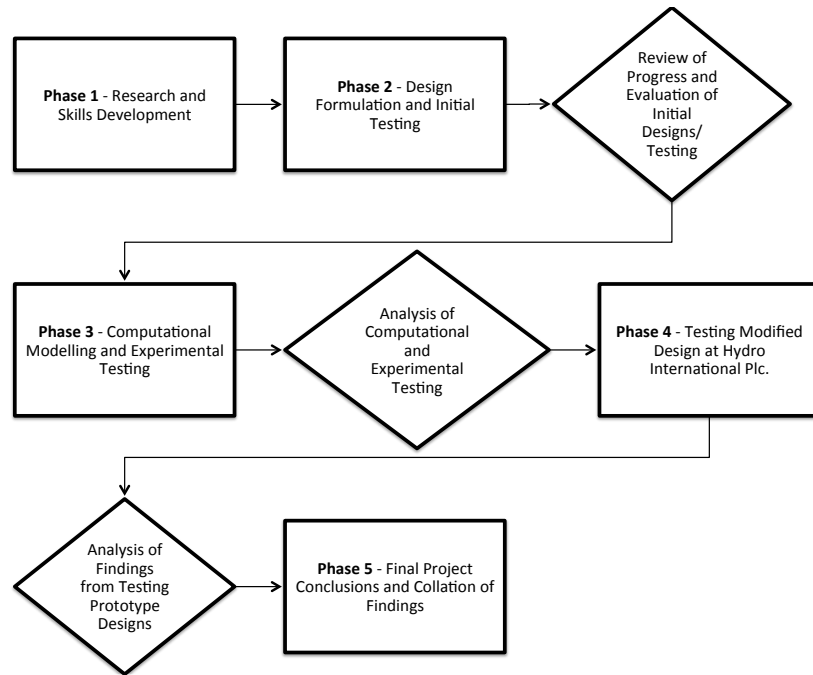 Phase 1 - Research and
Skills Development
Phase 2 - Design
Formulation and Initial
Testing
Review of
Progress and
Evaluation of
Initial
Designs/
Testing
Phase 3 - Computational
Modelling and Experimental
Testing
Analysis of
Computational
and
Experimental
Testing
Phase 4 - Testing Modified
Design at Hydro
International Plc.
Analysis of
Findings
from Testing
Prototype
Designs
Phase 5 - Final Project
Conclusions and Collation of
Findings